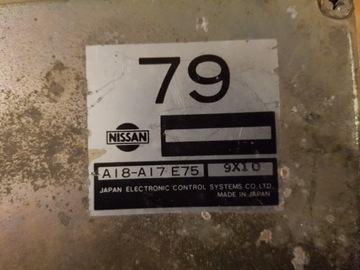 79
NISSAN
A18-A17 E75 9X10
JAPAN ELECTRONIC CONTROL SYSTEMS CO.,LTD.
MADE IN JAPAN